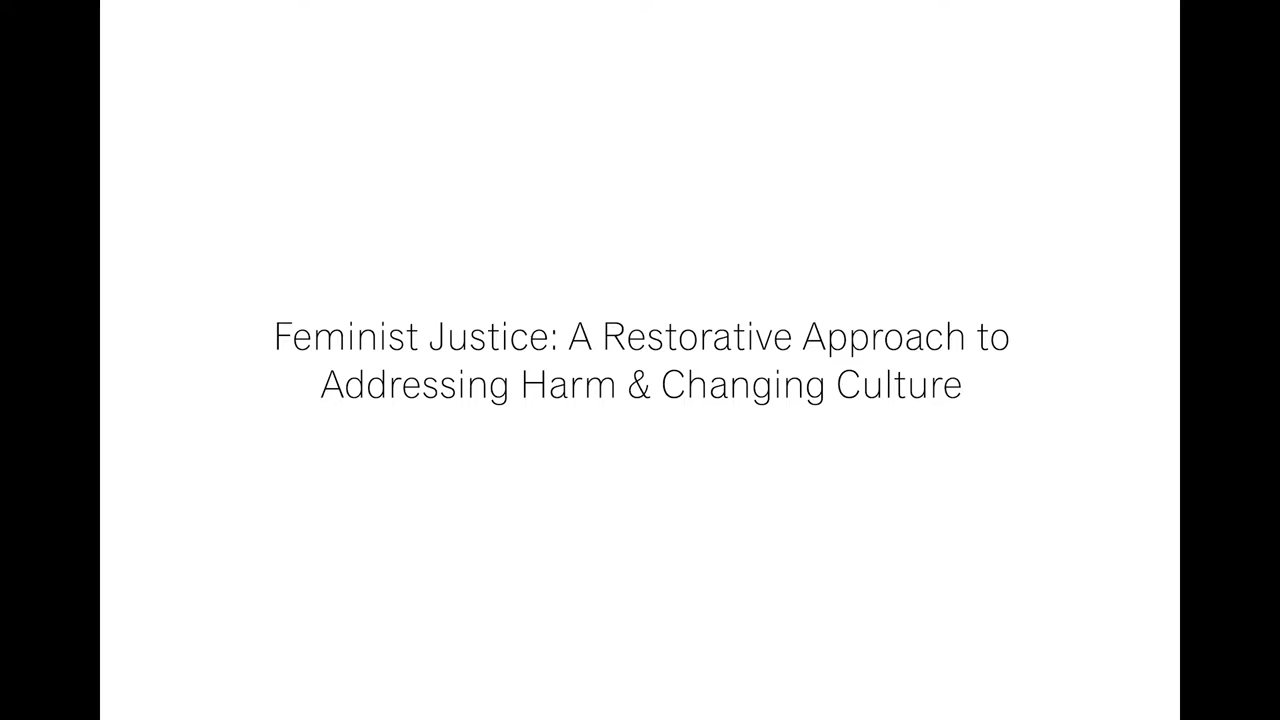 Feminist Justice: A Restorative Approach to
Addressing Harm & Changing Culture